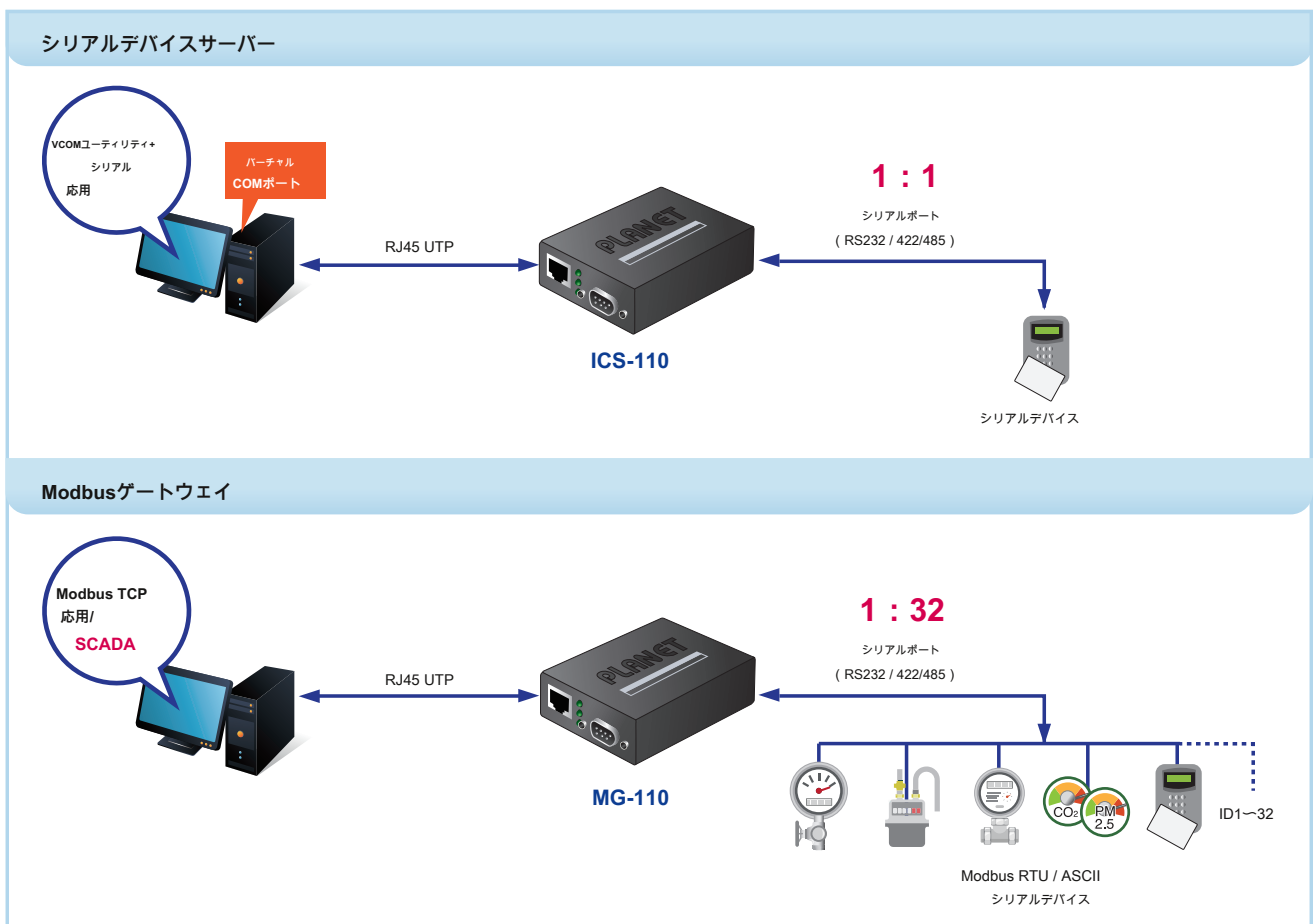 シリアルデバイスサーバー
VCOMユーティリティ+
シリアル
応用
バーチャル
COMポート
RJ45 UTP
PLANET
ICS-110
1：1
シリアルポート
( RS232 / 422/485 )
シリアルデバイス
Modbusゲートウェイ
Modbus TCP
応用/
SCADA
RJ45 UTP
PLANET
MG-110
1：32
シリアルポート
( RS232 / 422/485 )
CO₂
PM
2.5
ID1〜32
Modbus RTU / ASCII
シリアルデバイス